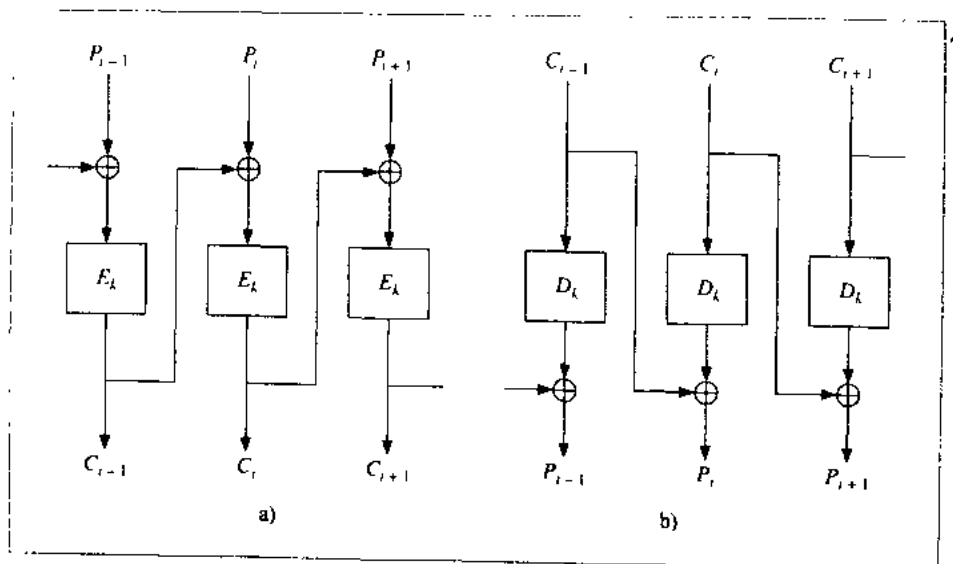 P_{i-1} P_i P_{i+1} C_{i-1} C_i C_{i+1}
E_k E_k E_k D_k D_k D_k
C_{i-1} C_i C_{i+1} P_{i-1} P_i P_{i+1}
a) b)